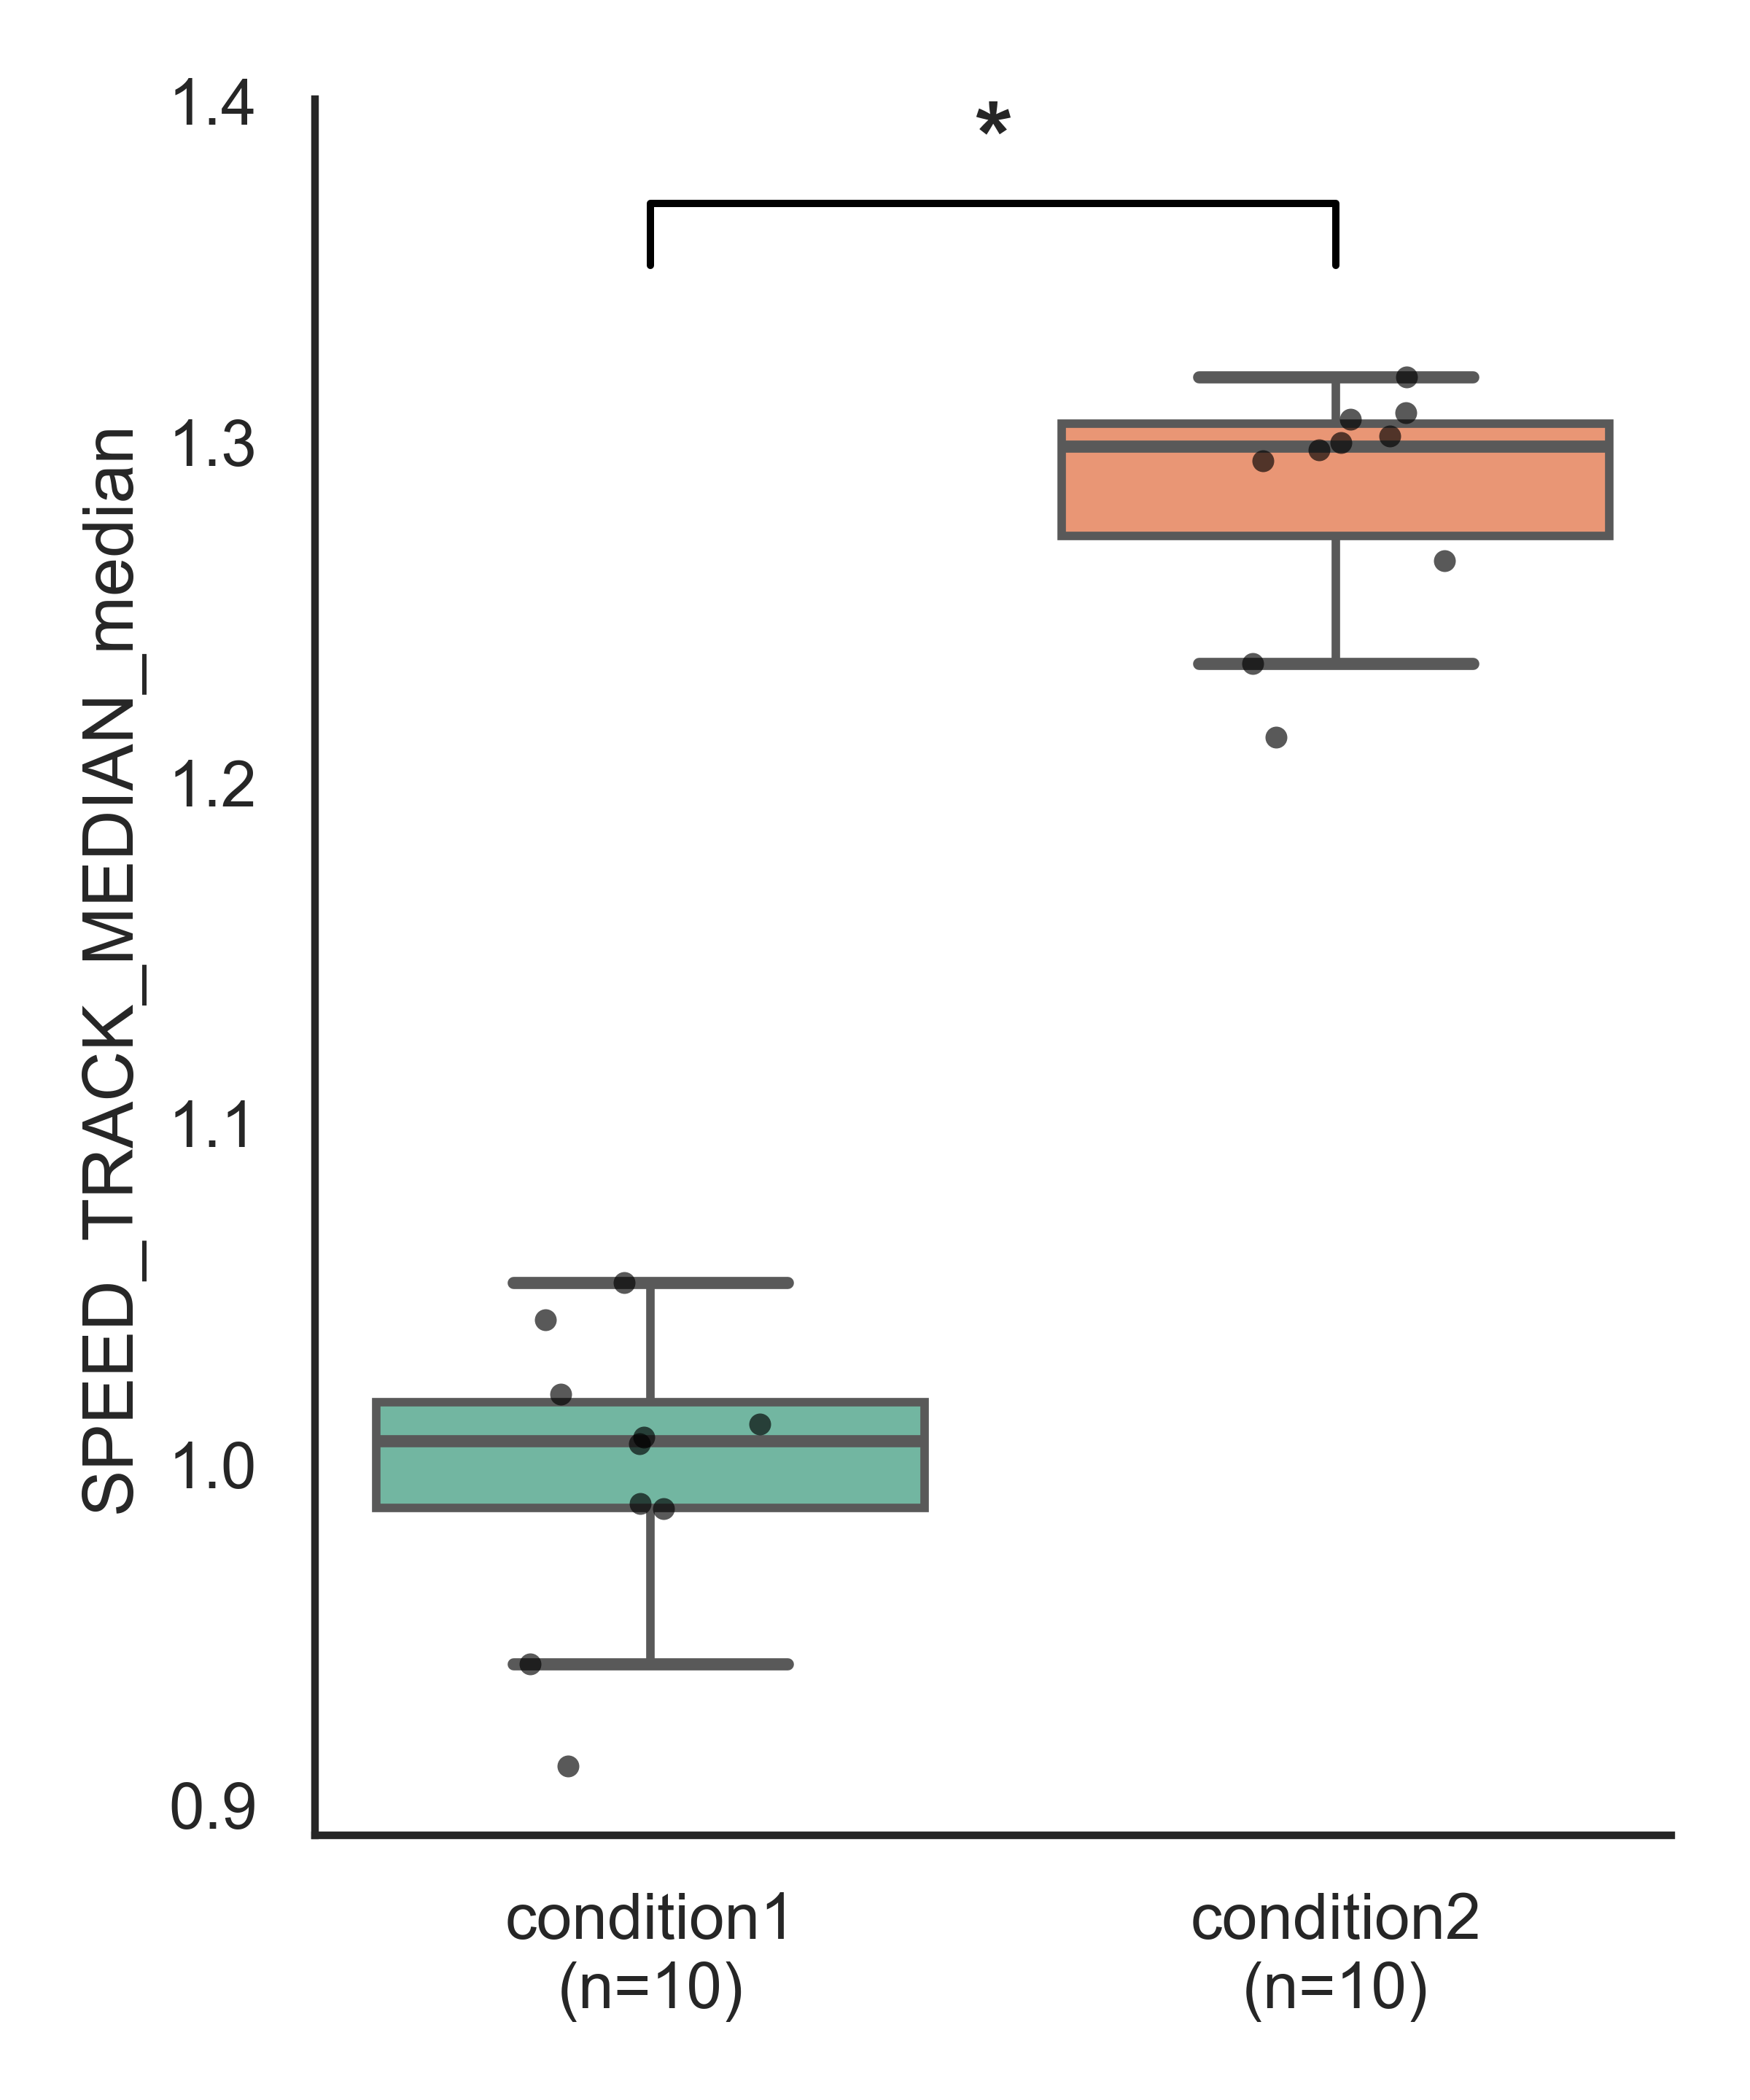 1.4
*
1.3
1.2
1.1
1.0
0.9
SPEED_TRACK_MEDIAN_median
condition1
(n=10)
condition2
(n=10)